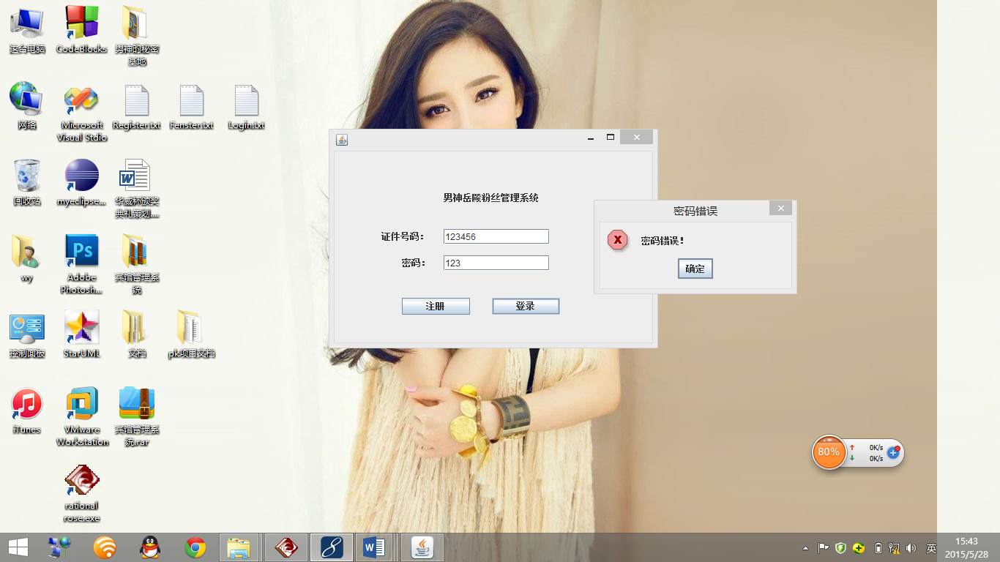 这台电脑
CodeBlocks
男神的秘密
基地
网络
Microsoft
Visual Stdio
Register.txt
Fenster.txt
Login.txt
回收站
myeclipse...
华威杯颁奖
典礼策划....
wy
Adobe
Photosh...
宾馆管理系
统
控制面板
StarUML
文档
pk项目文档
iTunes
VMware
Workstation
宾馆管理系
统.rar
rational
rose.exe
男神岳殿粉丝管理系统
证件号码：
123456
密码：
123
注册
登录
密码错误
密码错误！
确定
80%
0K/s
0K/s
英
15:43
2015/5/28